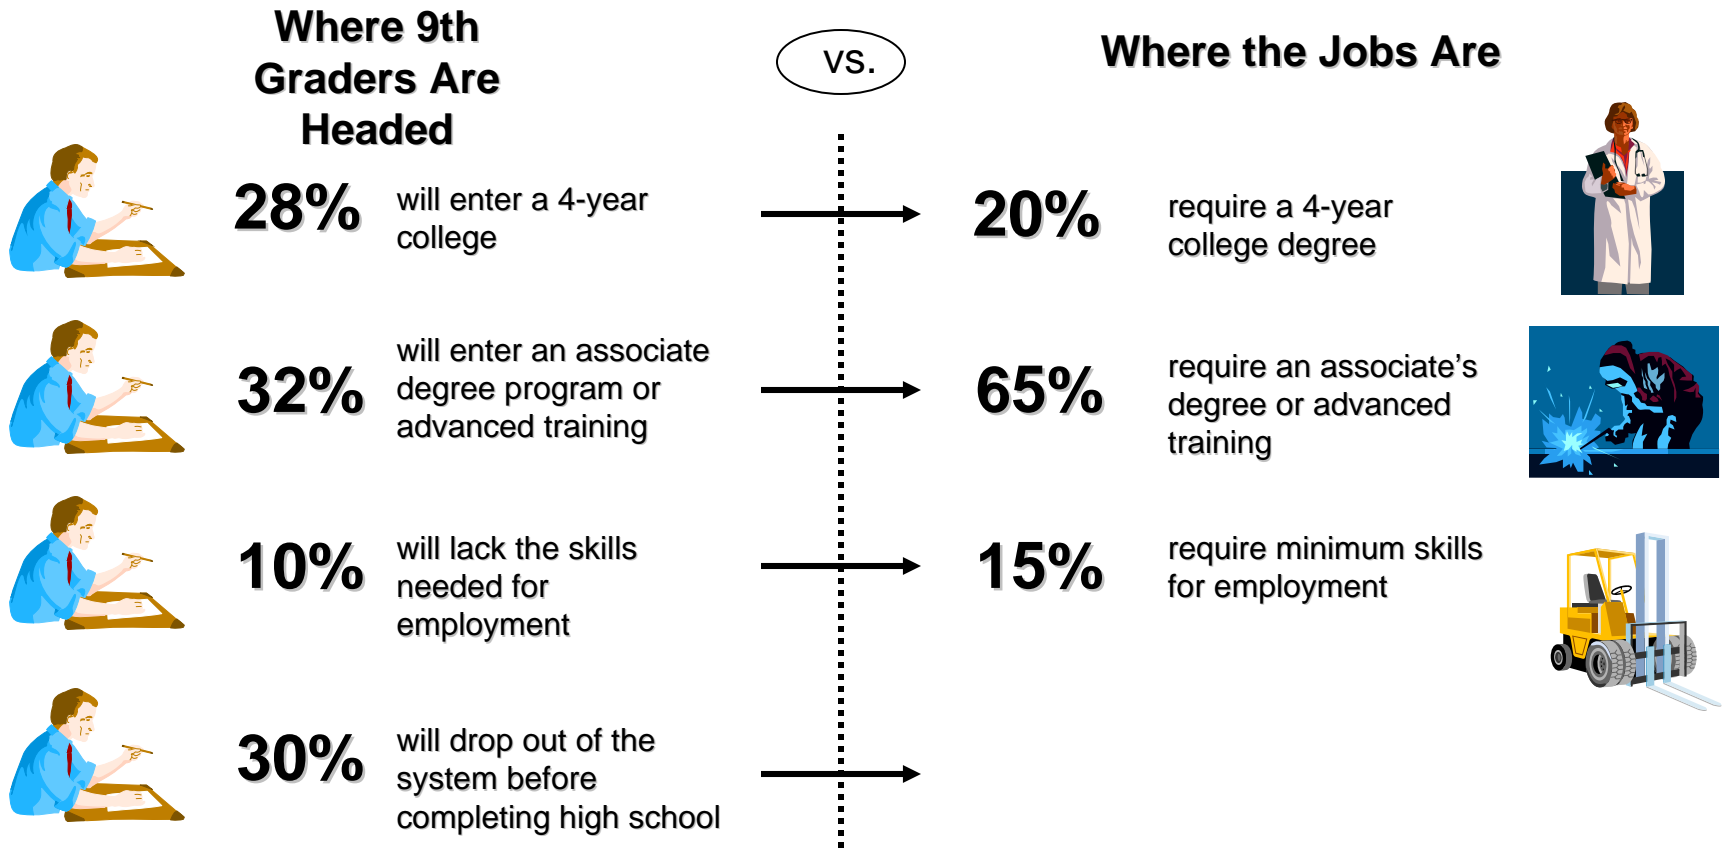 Where 9th
Graders Are
Headed
vs.
Where the Jobs Are
28%
will enter a 4-year
college
20%
require a 4-year
college degree
32%
will enter an associate
degree program or
advanced training
65%
require an associate’s
degree or advanced
training
10%
will lack the skills
needed for
employment
15%
require minimum skills
for employment
30%
will drop out of the
system before
completing high school